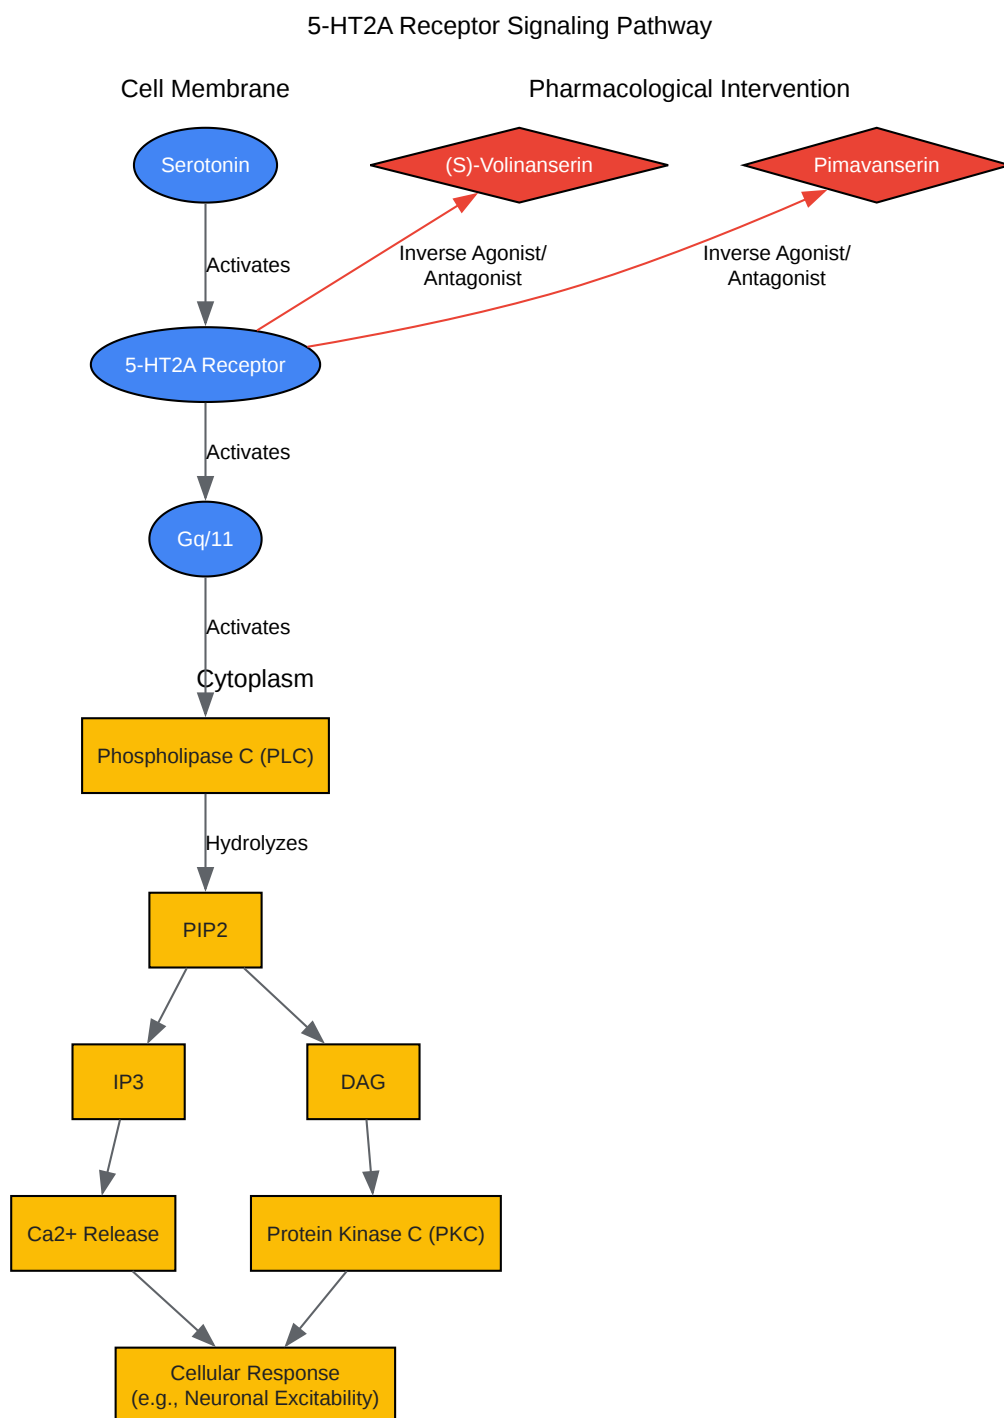 5-HT2A Receptor Signaling Pathway
Cell Membrane
Pharmacological Intervention
Serotonin
(S)-Volinanserin
Pimavanserin
Activates
Inverse Agonist/
Antagonist
Inverse Agonist/
Antagonist
5-HT2A Receptor
Activates
Gq/11
Activates
Cytoplasm
Phospholipase C (PLC)
Hydrolyzes
PIP2
IP3
DAG
Ca2+ Release
Protein Kinase C (PKC)
Cellular Response
(e.g., Neuronal Excitability)